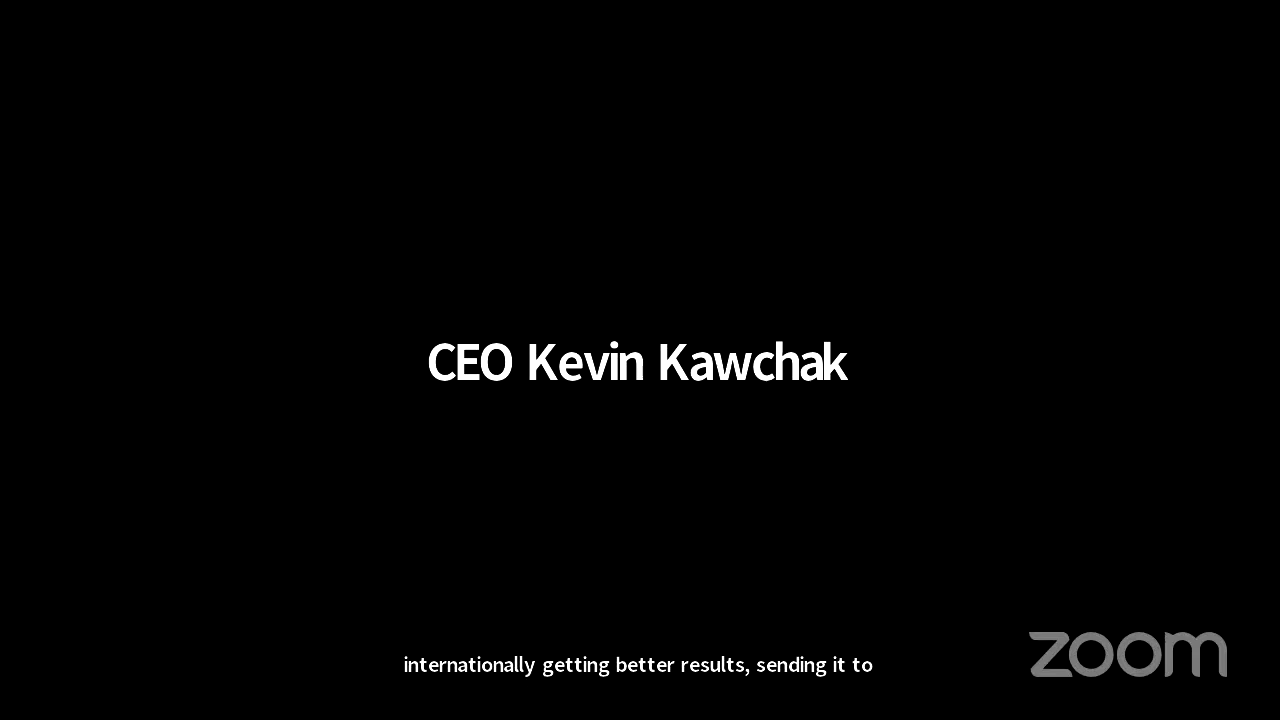 CEO Kevin Kawchak
internationally getting better results, sending it to
zoom